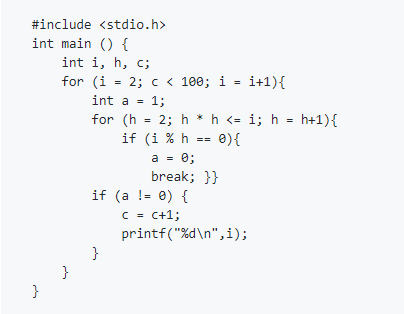 #include <stdio.h>
int main () {
    int i, h, c;
    for (i = 2; c < 100; i = i+1){
        int a = 1;
        for (h = 2; h * h <= i; h = h+1){
            if (i % h == 0){
                a = 0;
                break; }}
        if (a != 0) {
            c = c+1;
            printf("%d\n",i);
        }
    }
}